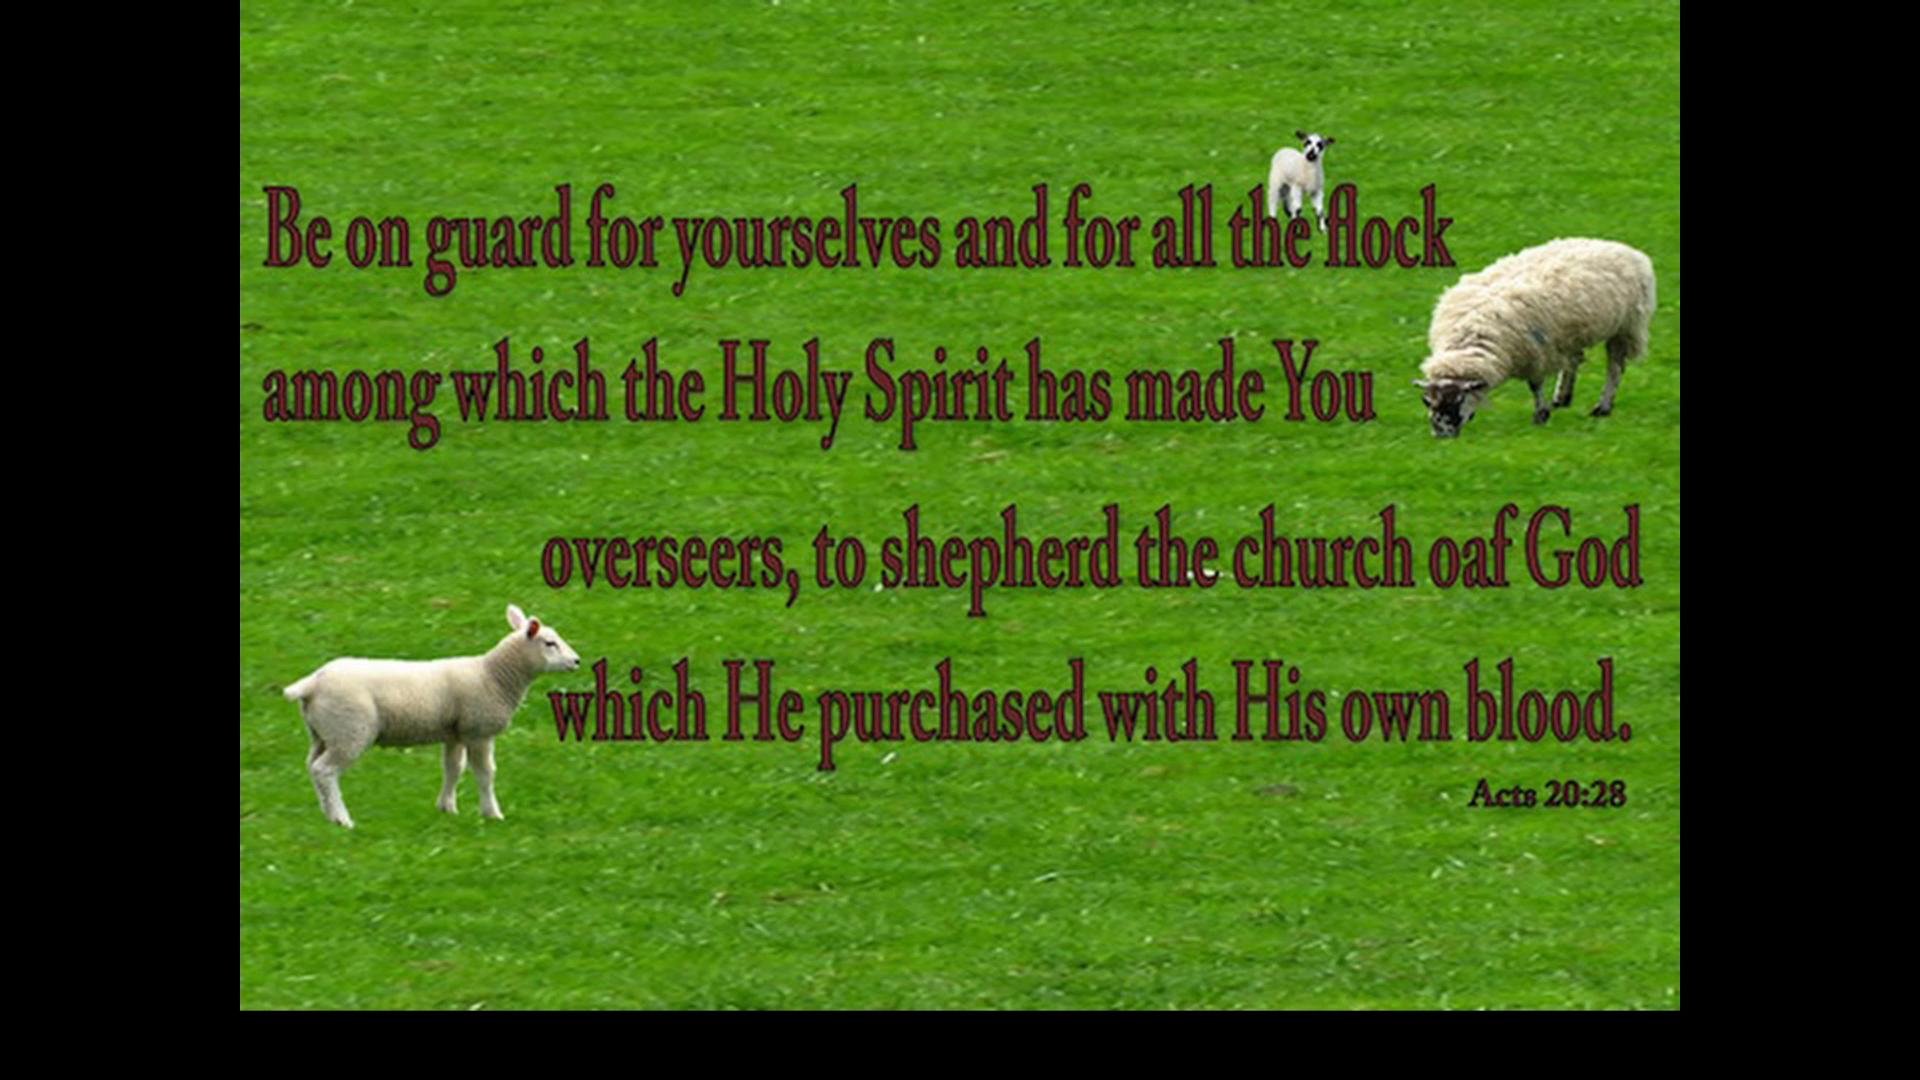 Be on guard for yourselves and for all the flock
among which the Holy Spirit has made You
overseers, to shepherd the church oaf God
which He purchased with His own blood.
Acts 20:28